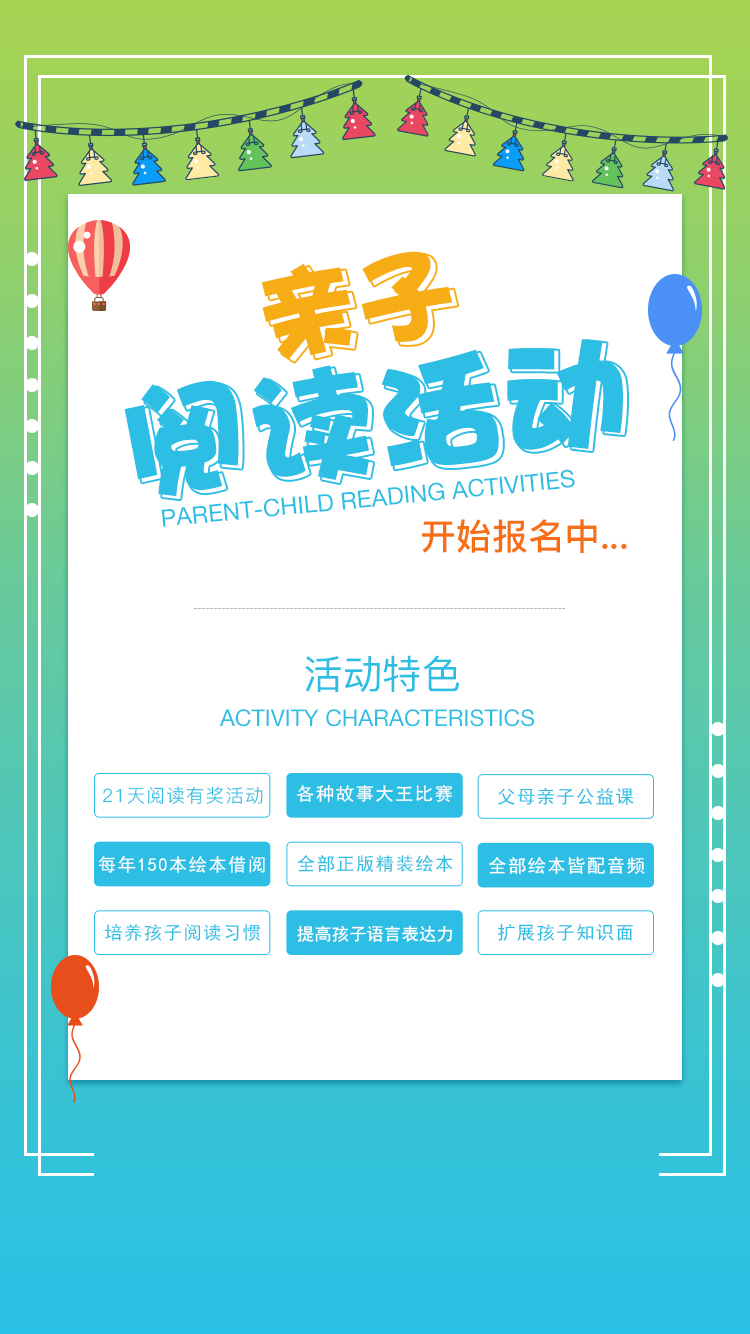 亲子
阅读活动
PARENT-CHILD READING ACTIVITIES
开始报名中...
活动特色
ACTIVITY CHARACTERISTICS
21天阅读有奖活动
各种故事大王比赛
父母亲子公益课
每年150本绘本借阅
全部正版精装绘本
全部绘本皆配音频
培养孩子阅读习惯
提高孩子语言表达力
扩展孩子知识面